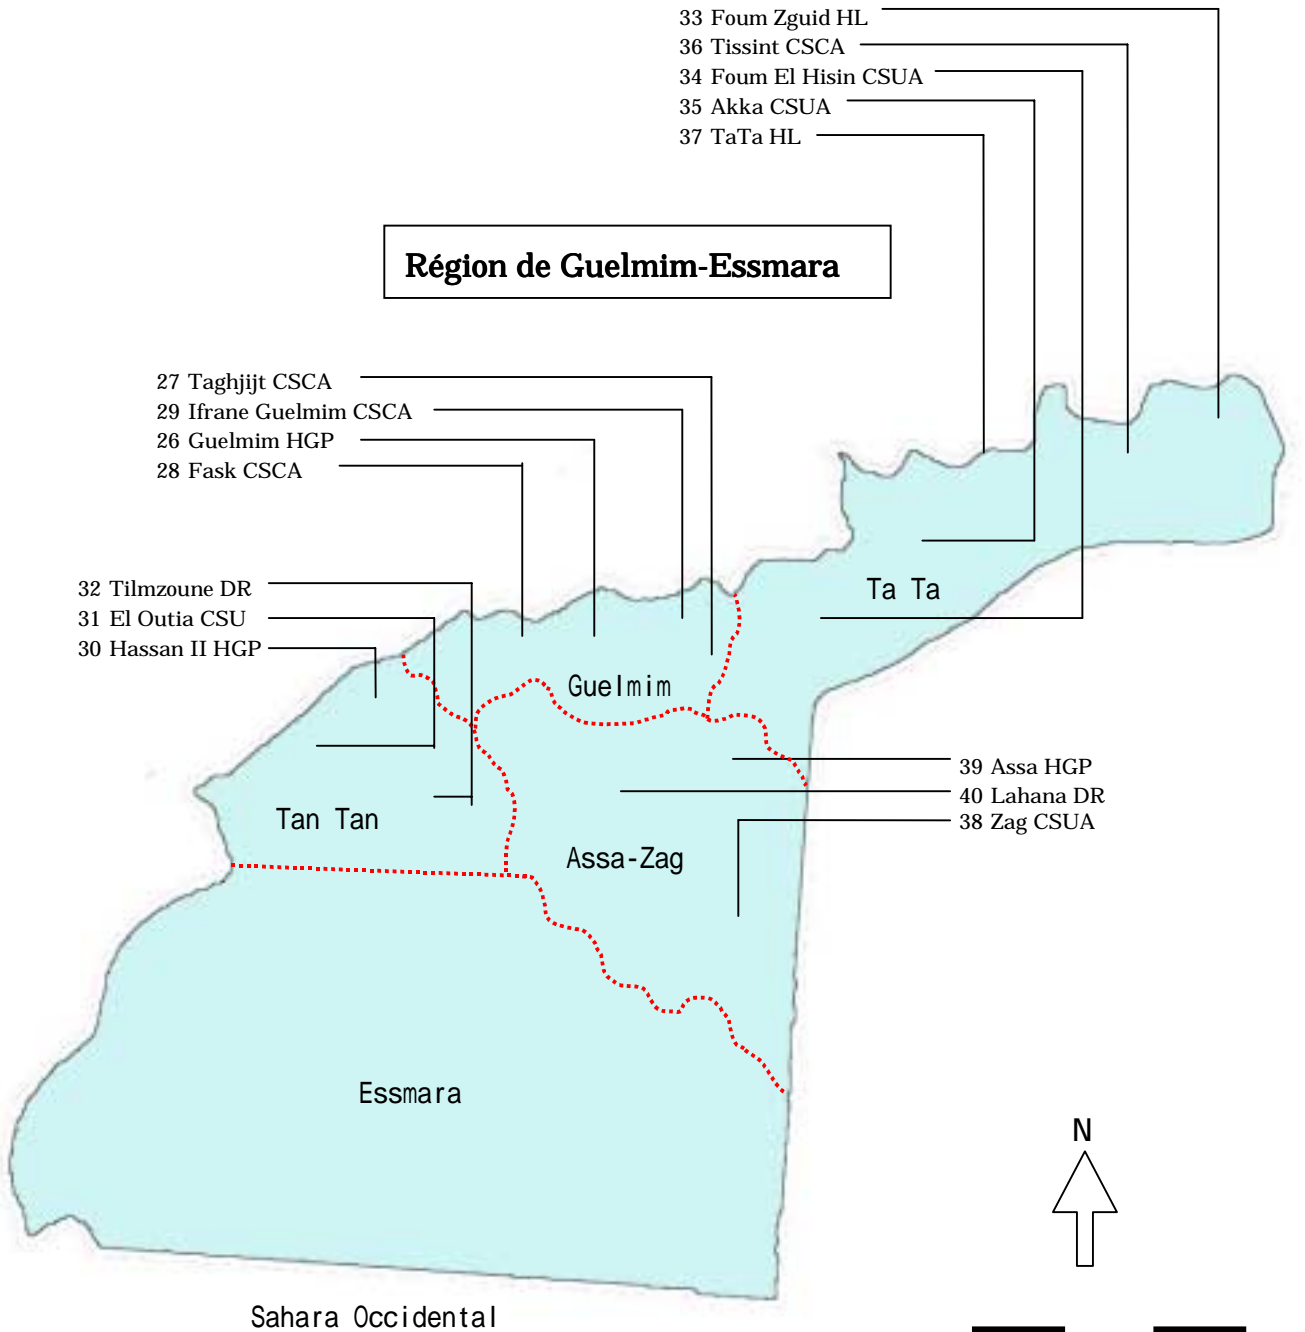 33 Foum Zguid HL
36 Tissint CSCA
34 Foum El Hisin CSUA
35 Akka CSUA
37 TaTa HL
Région de Guelmim-Essmara
27 Taghjijt CSCA
29 Ifrane Guelmim CSCA
26 Guelmim HGP
28 Fask CSCA
32 Tilmzoune DR
31 El Outia CSU
30 Hassan II HGP
Ta Ta
Guelmim
39 Assa HGP
40 Lahana DR
38 Zag CSUA
Tan Tan
Assa-Zag
Essmara
N
Sahara Occidental